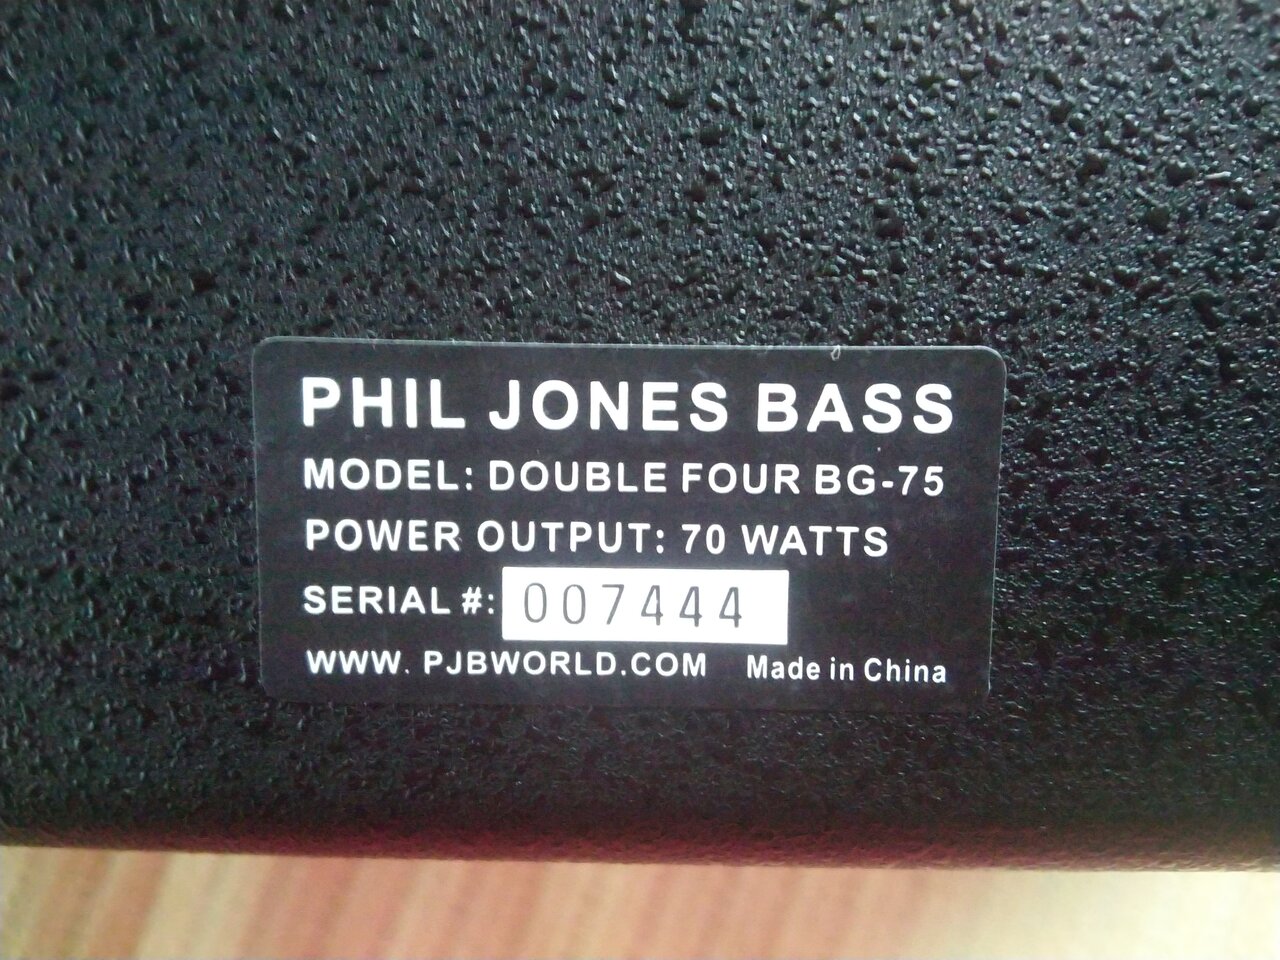 PHIL JONES BASS
MODEL: DOUBLE FOUR BG-75
POWER OUTPUT: 70 WATTS
SERIAL #: 007444
WWW. PJBWORLD.COM Made in China